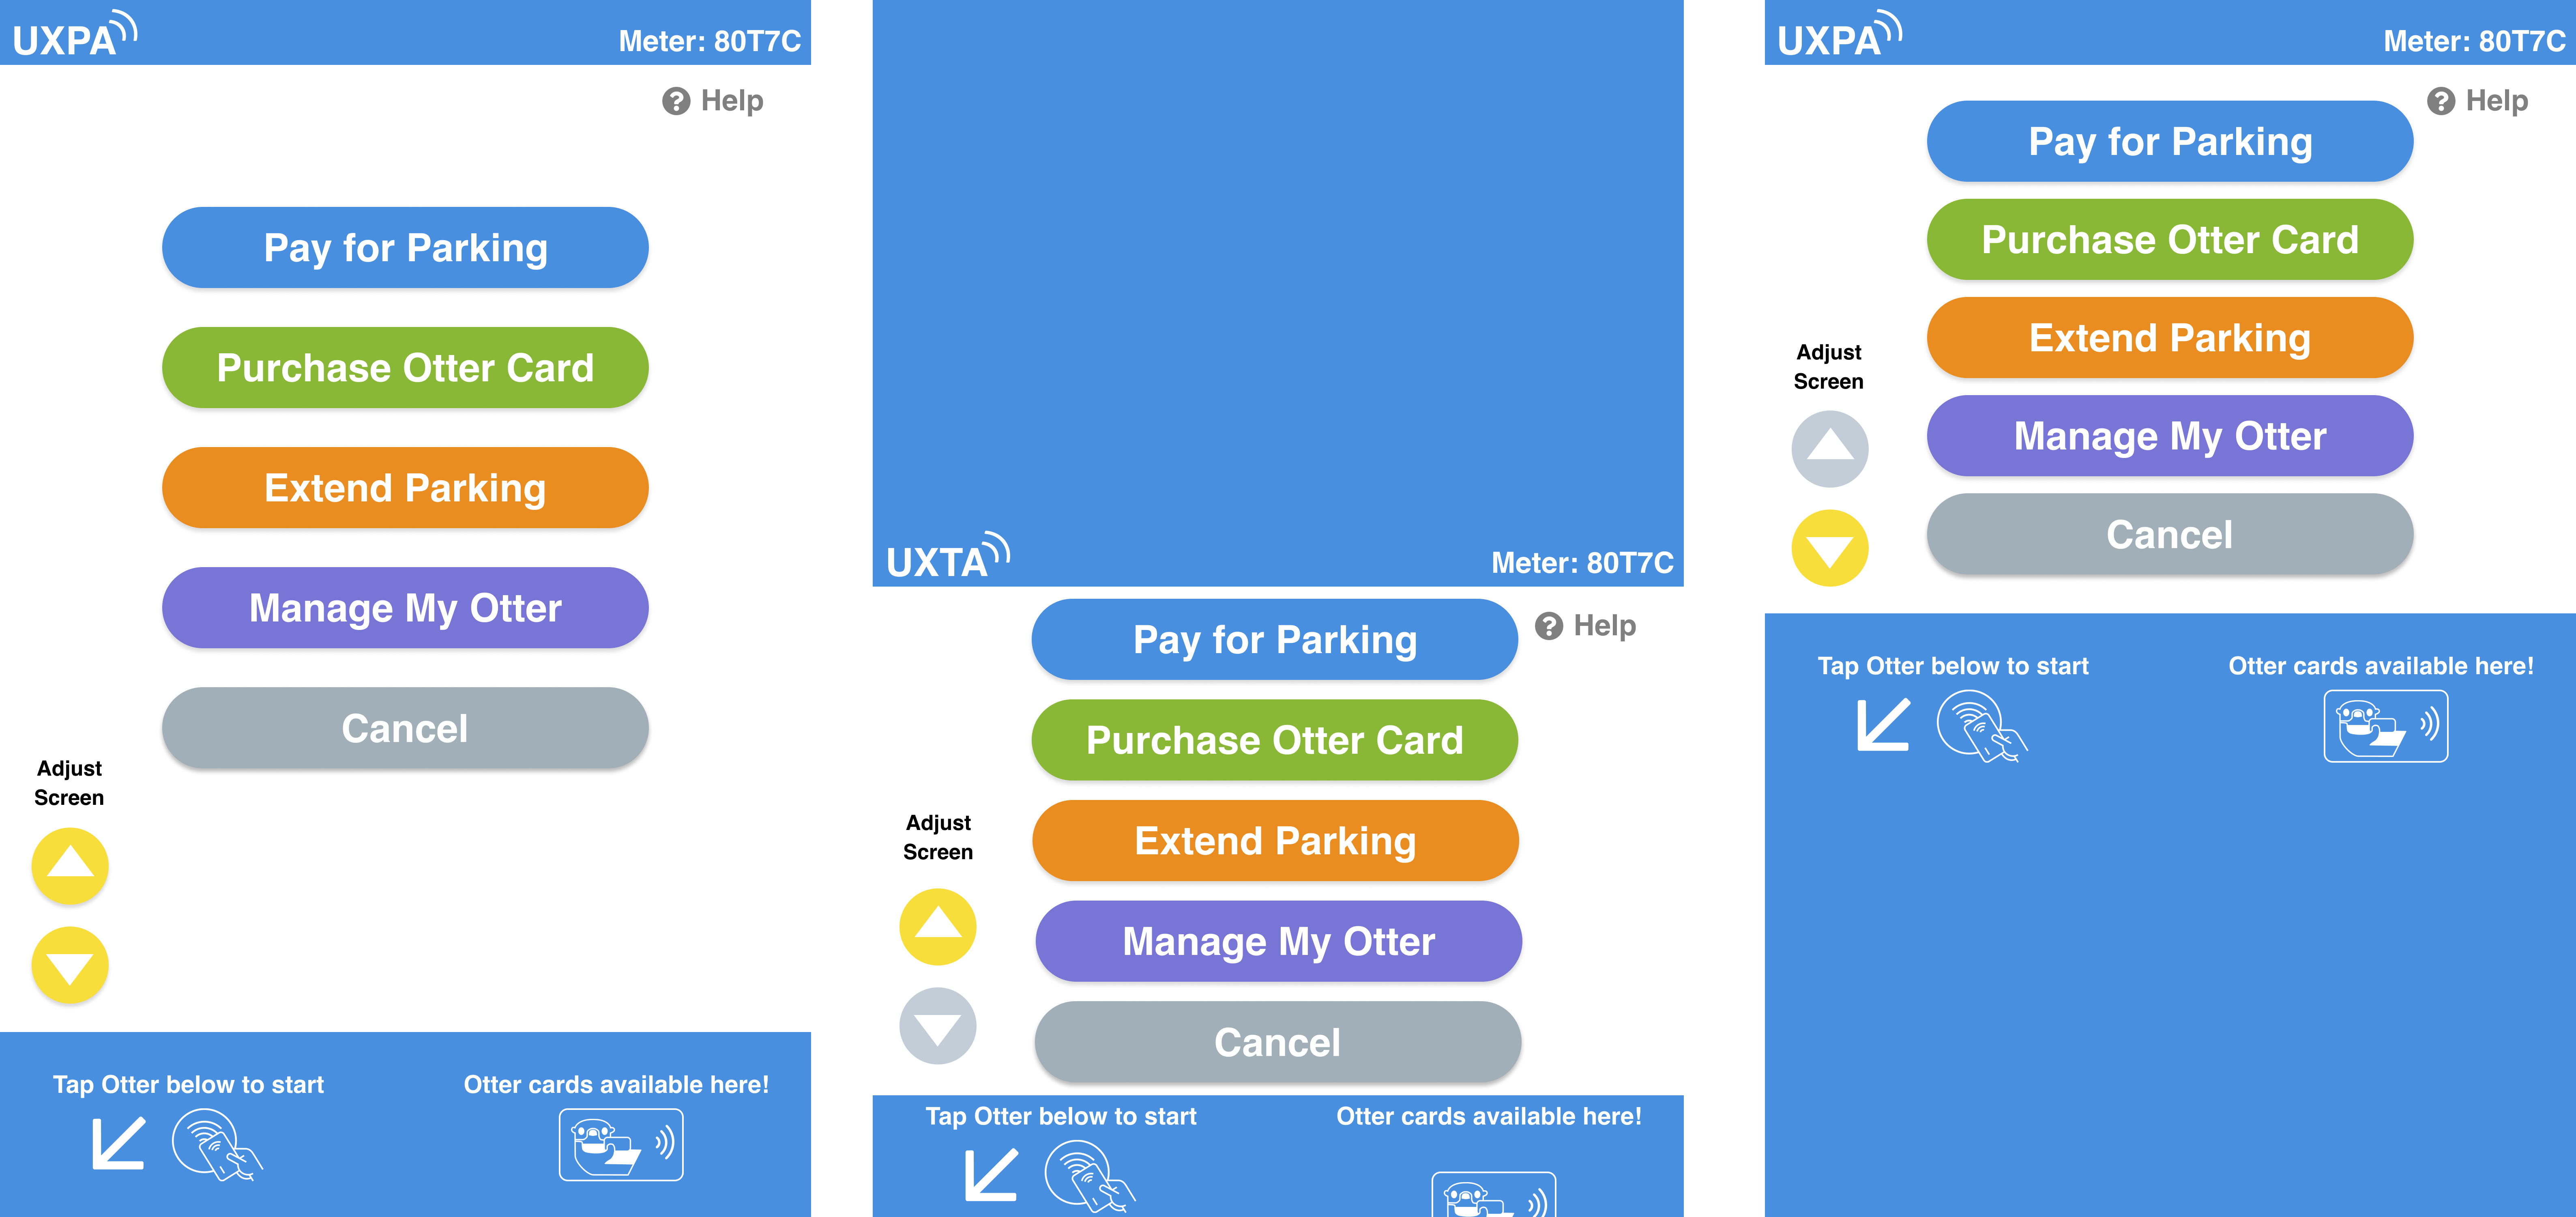 UXPA
Meter: 80T7C
Help
Pay for Parking
Purchase Otter Card
Extend Parking
Manage My Otter
Cancel
Adjust
Screen
Tap Otter below to start
Otter cards available here!
UXTA
Meter: 80T7C
Pay for Parking
Help
Purchase Otter Card
Extend Parking
Adjust
Screen
Manage My Otter
Cancel
Tap Otter below to start
Otter cards available here!
UXPA
Meter: 80T7C
Help
Pay for Parking
Purchase Otter Card
Extend Parking
Adjust
Screen
Manage My Otter
Cancel
Tap Otter below to start
Otter cards available here!